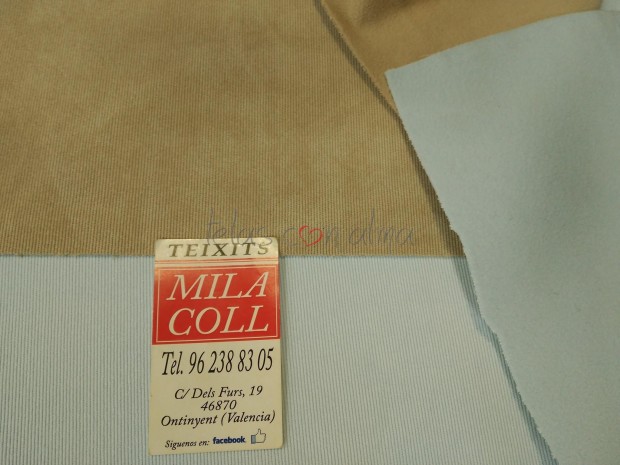 telas con alma
TEIXITS
MILA
COLL
Tel. 96 238 83 05
C/ Dels Furs, 19
46870
Ontinyent (Valencia)
Síguenos en: facebook